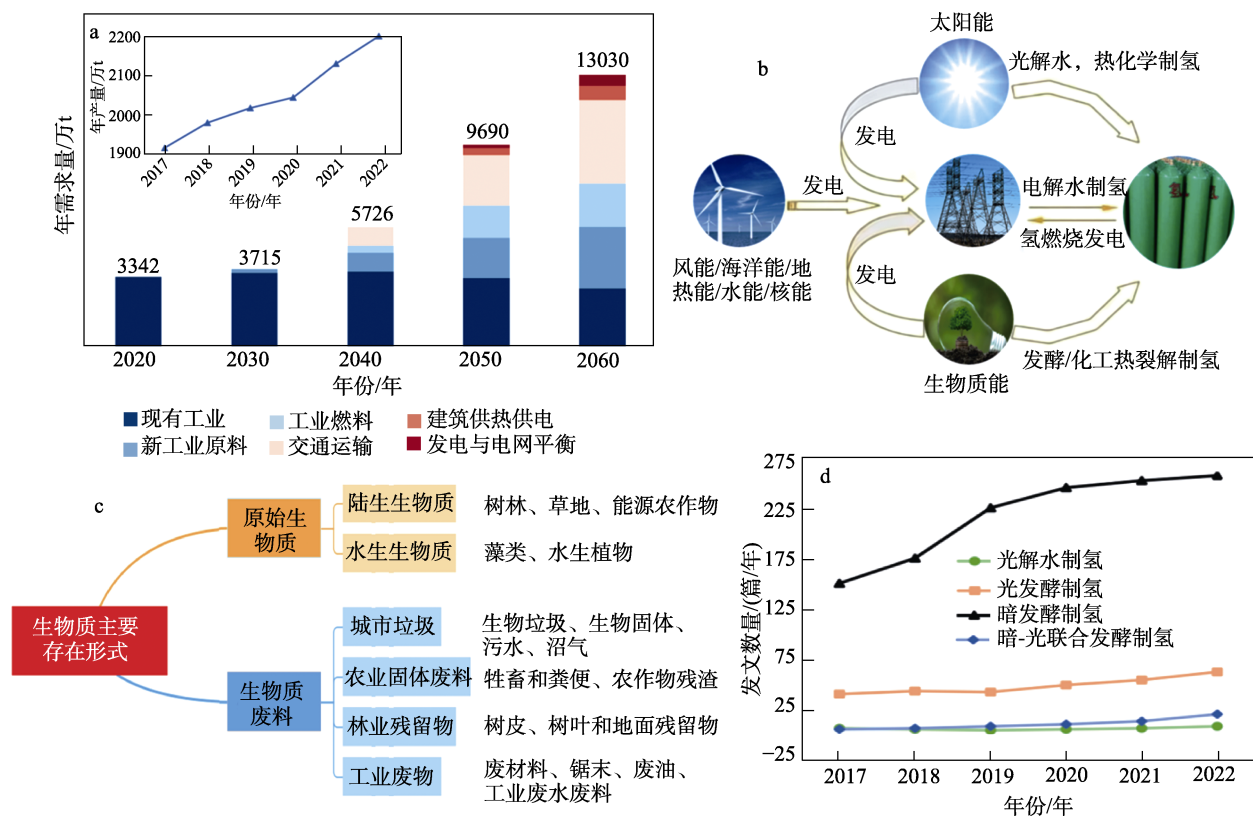 a
年产量/万t
2200
2100
2000
1900
2017
2018
2019
2020
2021
2022
年份/年
年需求量/万t
3342
3715
5726
9690
13030
2020
2030
2040
2050
2060
年份/年
现有工业
工业燃料
建筑供热供电
新工业原料
交通运输
发电与电网平衡
b
太阳能
光解水，热化学制氢
发电
发电
电解水制氢
氢燃烧发电
风能/海洋能/地
热能/水能/核能
发电
生物质能
发酵/化工热裂解制氢
c
生物质主要
存在形式
原始生
物质
陆生生物质
树林、草地、能源农作物
水生生物质
藻类、水生植物
生物质
废料
城市垃圾
生物垃圾、生物固体、
污水、沼气
农业固体废料
牲畜和粪便、农作物残渣
林业残留物
树皮、树叶和地面残留物
工业废物
废材料、锯末、废油、
工业废水废料
d
发文数量/(篇/年)
275
225
175
125
75
25
−25
光解水制氢
光发酵制氢
暗发酵制氢
暗-光联合发酵制氢
2017
2018
2019
2020
2021
2022
年份/年